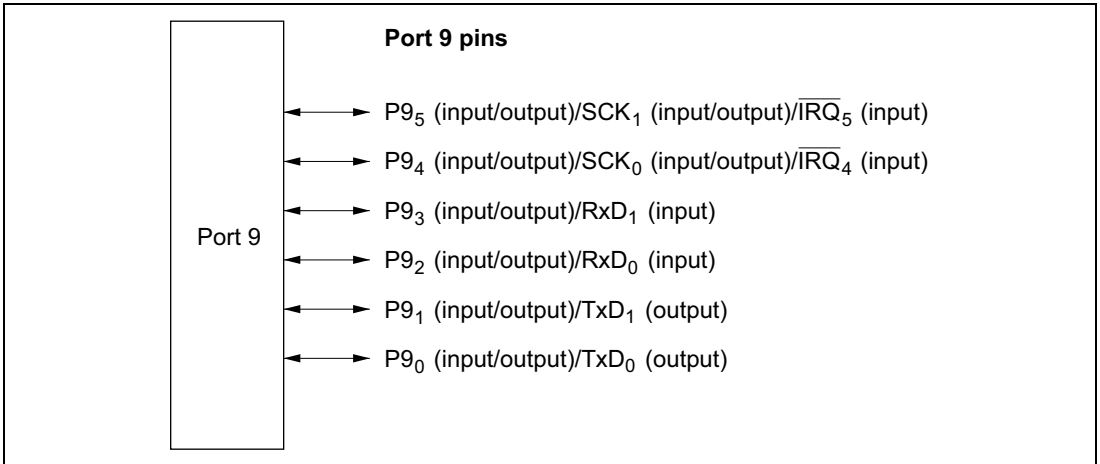 Port 9 pins
P9₅ (input/output)/SCK₁ (input/output)/I̅R̅Q̅₅ (input)
P9₄ (input/output)/SCK₀ (input/output)/I̅R̅Q̅₄ (input)
P9₃ (input/output)/RxD₁ (input)
Port 9
P9₂ (input/output)/RxD₀ (input)
P9₁ (input/output)/TxD₁ (output)
P9₀ (input/output)/TxD₀ (output)